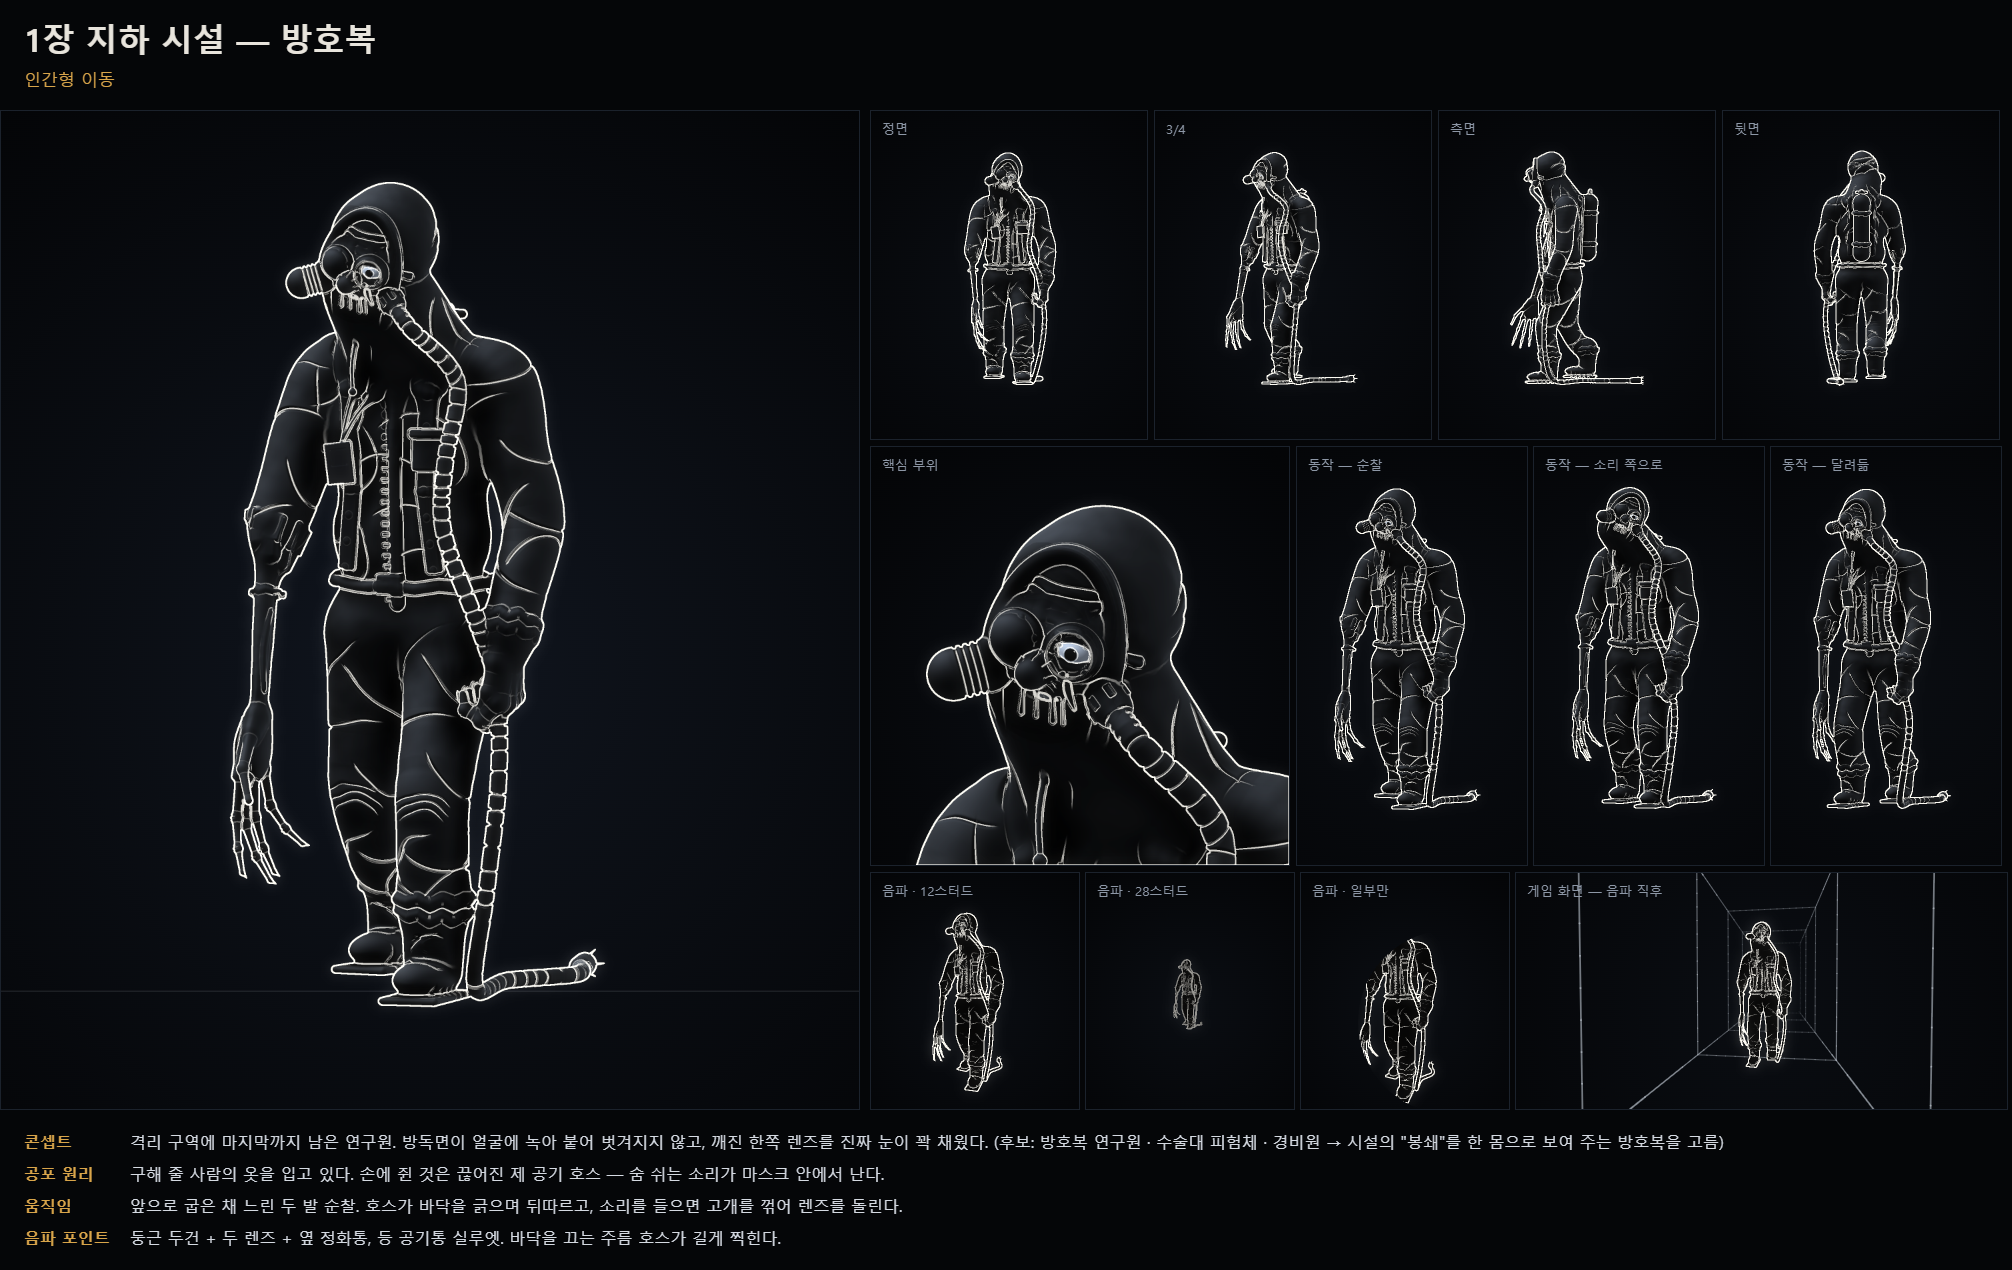 1장 지하 시설 — 방호복
인간형 이동
정면
3/4
측면
뒷면
핵심 부위
동작 — 순찰
동작 — 소리 쪽으로
동작 — 달려듦
음파 · 12스터드
음파 · 28스터드
음파 · 일부만
게임 화면 — 음파 직후
콘셉트 격리 구역에 마지막까지 남은 연구원. 방독면이 얼굴에 녹아 붙어 벗겨지지 않고, 깨진 한쪽 렌즈를 진짜 눈이 꽉 채웠다. (후보: 방호복 연구원 · 수술대 피험체 · 경비원 → 시설의 "봉쇄"를 한 몸으로 보여 주는 방호복을 고름)
공포 원리 구해 줄 사람의 옷을 입고 있다. 손에 쥔 것은 끊어진 제 공기 호스 — 숨 쉬는 소리가 마스크 안에서 난다.
움직임 앞으로 굽은 채 느린 두 발 순찰. 호스가 바닥을 긁으며 뒤따르고, 소리를 들으면 고개를 꺾어 렌즈를 돌린다.
음파 포인트 둥근 두건 + 두 렌즈 + 옆 정화통, 등 공기통 실루엣. 바닥을 끄는 주름 호스가 길게 찍힌다.